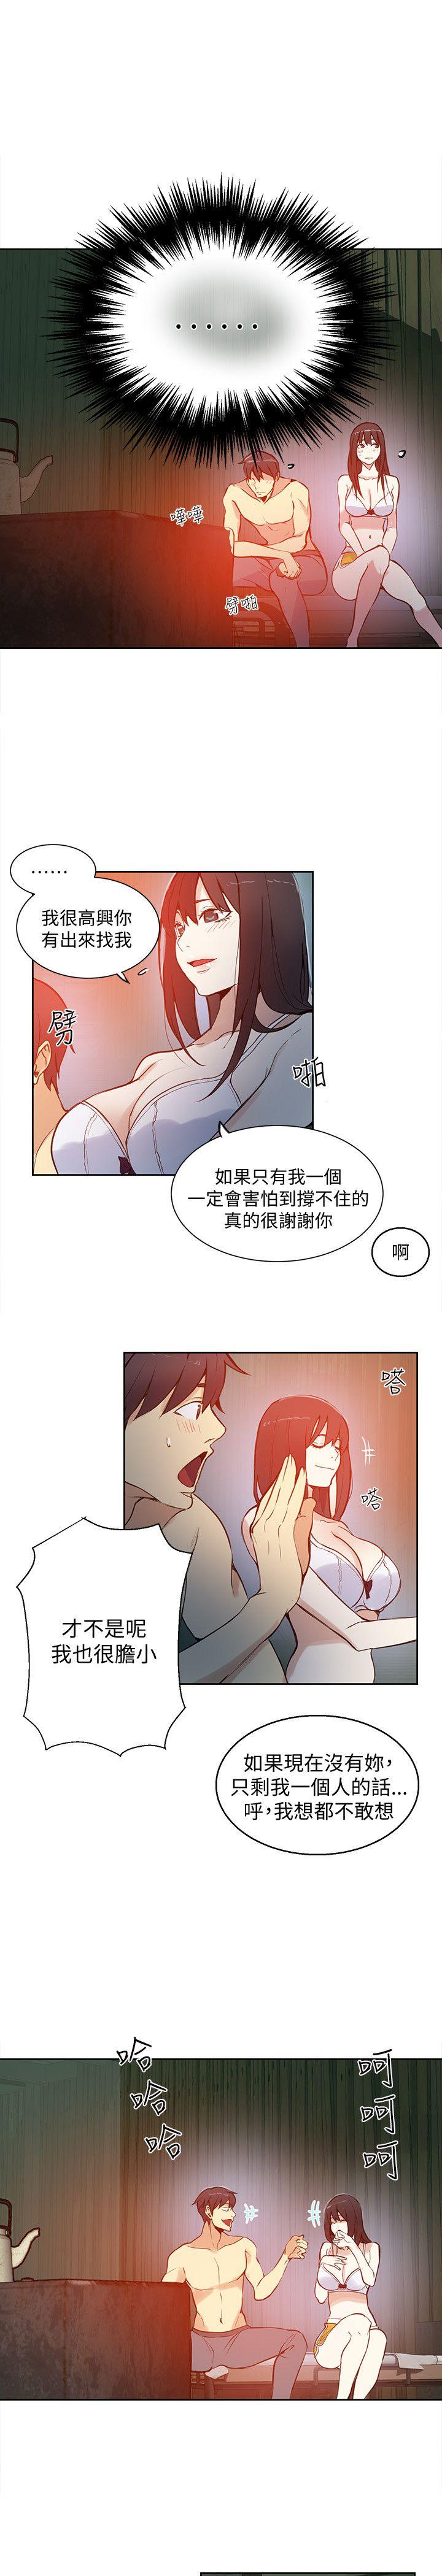 ......
嘩嘩
劈啪
......
我很高興你
有出來找我
劈
啪
如果只有我一個
一定會害怕到撐不住的
真的很謝謝你
啊
嗒
嗒
才不是呢
我也很膽小
如果現在沒有妳，
只剩我一個人的話...
呼，我想都不敢想
哈
哈
哈
呵
呵
呵